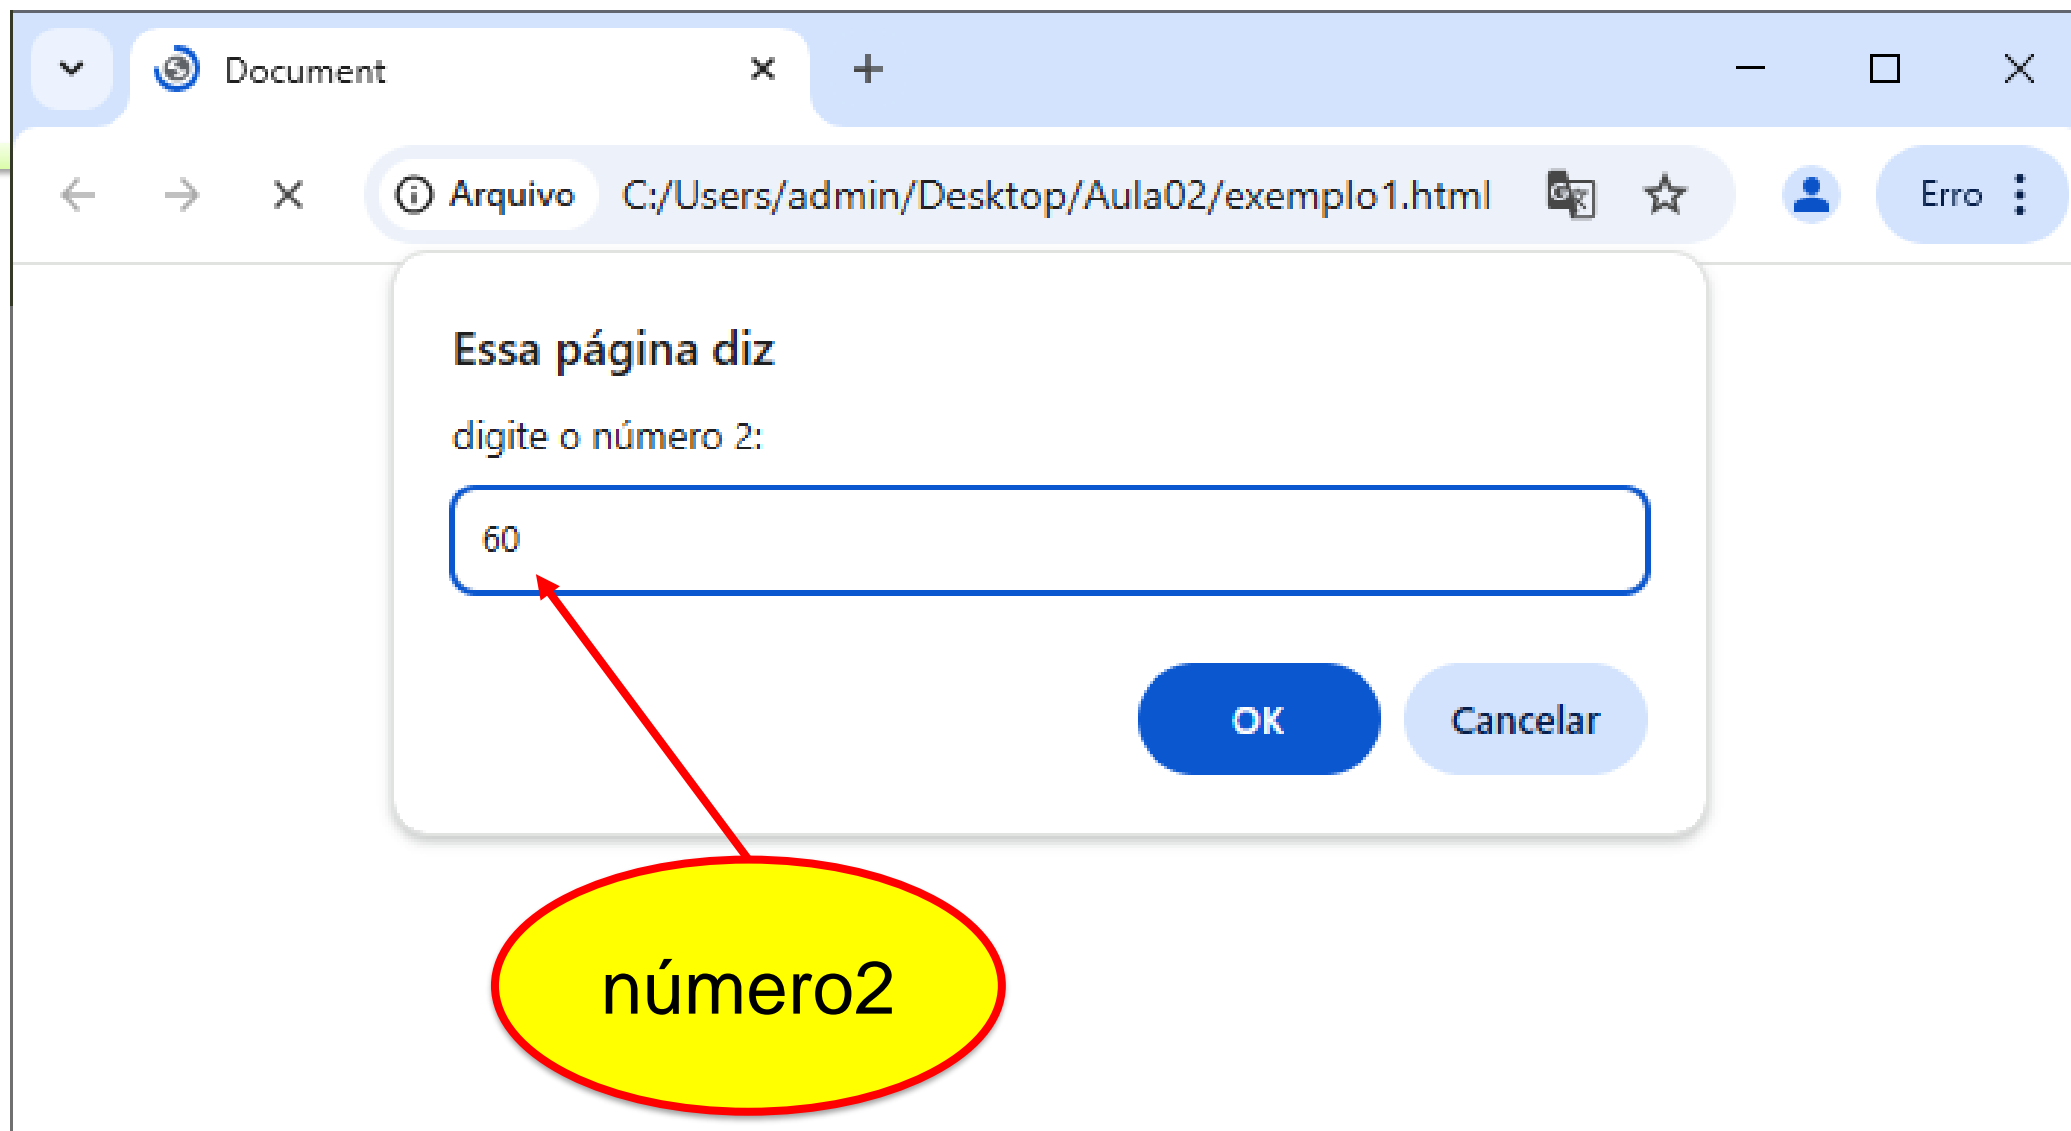 Document
Arquivo C:/Users/admin/Desktop/Aula02/exemplo1.html Erro
Essa página diz
digite o número 2:
60
OK Cancelar
número2